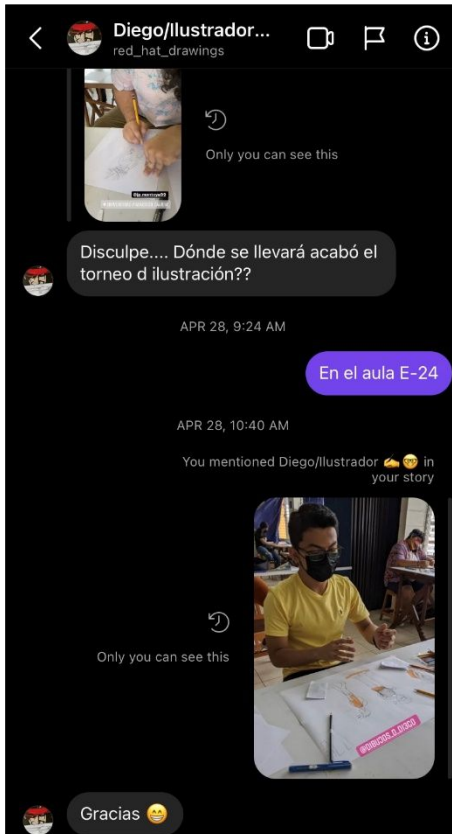 Diego/Ilustrador...
red_hat_drawings
Only you can see this
Disculpe.... Dónde se llevará acabó el
torneo d ilustración??
APR 28, 9:24 AM
En el aula E-24
APR 28, 10:40 AM
You mentioned Diego/Ilustrador ✍️🤓 in
your story
Only you can see this
@DIBUJOS_D_DIEGO
Gracias 😁